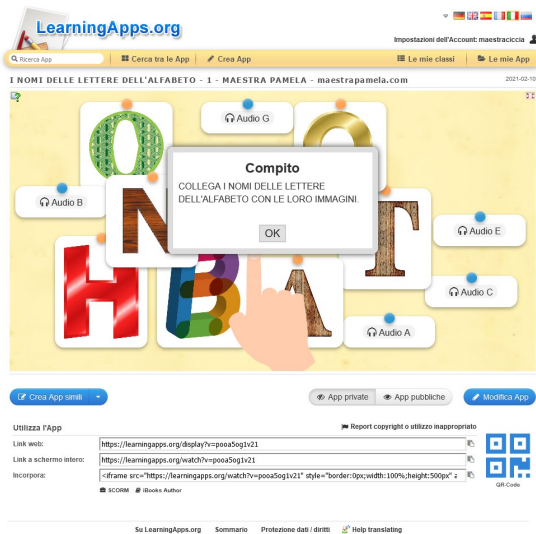 LearningApps.org
Impostazioni dell'Account: maestraciccia
Ricerca App
Cerca tra le App
Crea App
Le mie classi
Le mie App
I NOMI DELLE LETTERE DELL'ALFABETO - 1 - MAESTRA PAMELA - maestrapamela.com
2021-02-10
Audio G
Compito
COLLEGA I NOMI DELLE LETTERE
DELL'ALFABETO CON LE LORO IMMAGINI.
OK
Audio B
Audio E
N
T
H
B
A
Audio C
Audio A
Crea App simili
App private
App pubbliche
Modifica App
Utilizza l'App
Report copyright o utilizzo inappropriato
Link web:
https://learningapps.org/display?v=pooa5og1v21
Link a schermo intero:
https://learningapps.org/watch?v=pooa5og1v21
Incorpora:
<iframe src="https://learningapps.org/watch?v=pooa5og1v21" style="border:0px;width:100%;height:500px" a
QR-Code
SCORM
iBooks Author
Su LearningApps.org
Sommario
Protezione dati / diritti
Help translating